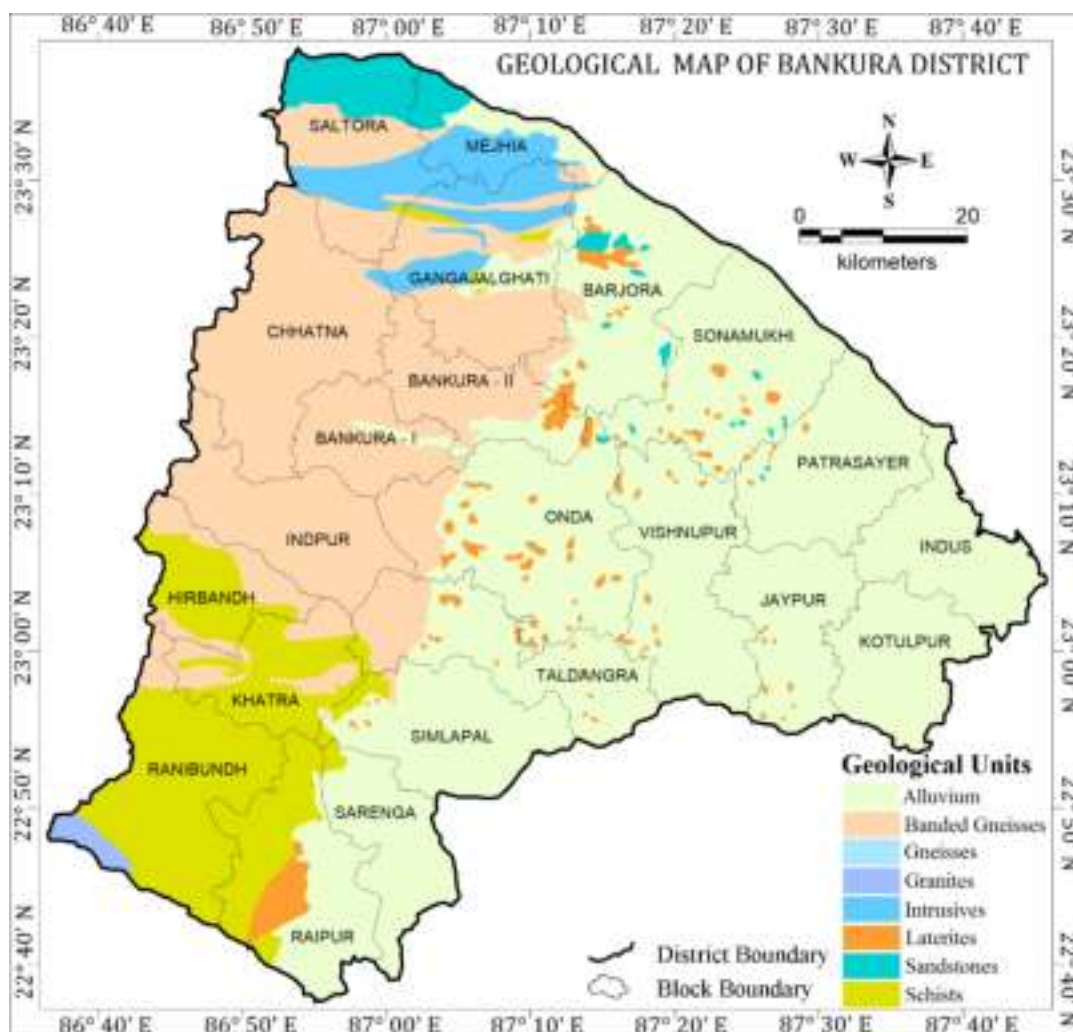 86° 40' E 86° 50' E 87° 00' E 87° 10' E 87° 20' E 87° 30' E 87° 40' E
GEOLOGICAL MAP OF BANKURA DISTRICT
N
W E
S
0 20
kilometers
23° 30' N
23° 20' N
23° 10' N
23° 00' N
22° 50' N
22° 40' N
23° 30' N
23° 20' N
23° 10' N
23° 00' N
22° 50' N
22° 40' N
SALTORA
MEJHIA
GANGAJALGHATI
BARJORA
CHHATNA
SONAMUKHI
BANKURA - II
BANKURA - I
PATRASAYER
ONDA
VISHNUPUR
INDPUR
INDUS
HIRBANDH
JAYPUR
KOTULPUR
TALDANGRA
KHATRA
SIMLAPAL
RANIBUNDH
SARENGA
RAIPUR
Geological Units
Alluvium
Banded Gneisses
Gneisses
Granites
Intrusives
Laterites
Sandstones
Schists
District Boundary
Block Boundary
86° 40' E 86° 50' E 87° 00' E 87° 10' E 87° 20' E 87° 30' E 87° 40' E